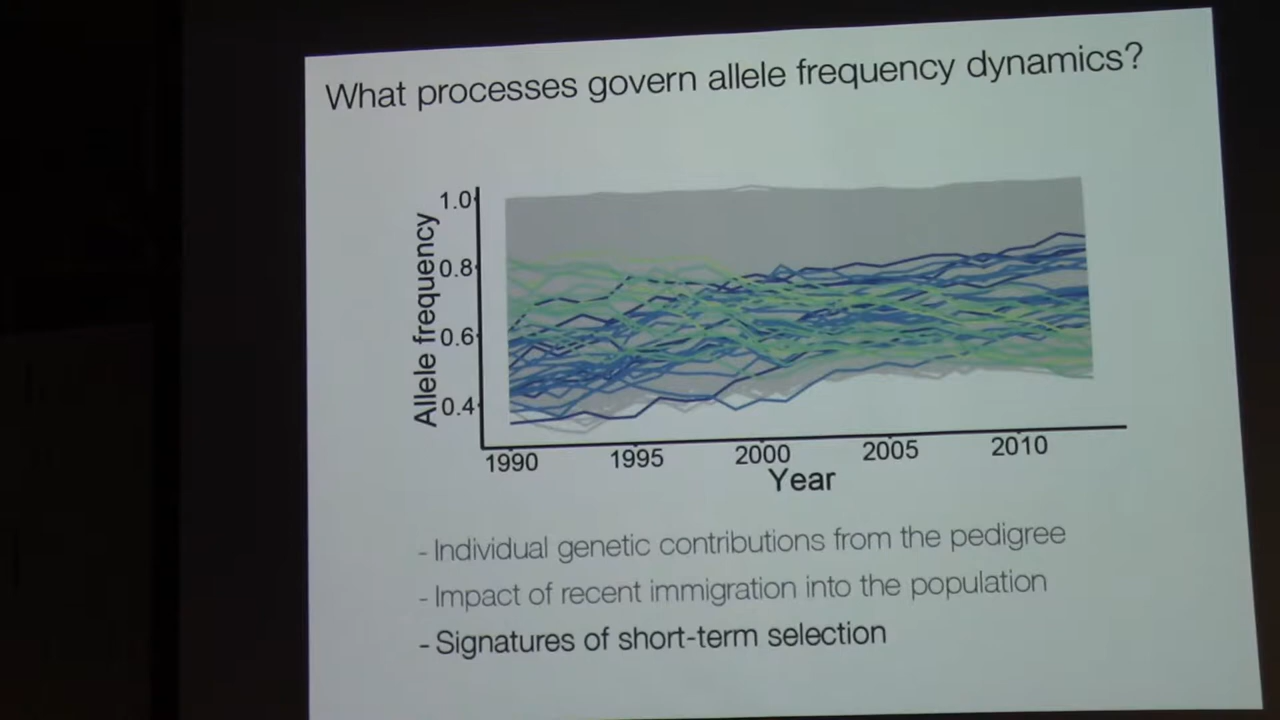 What processes govern allele frequency dynamics?
Allele frequency
1.0
0.8
0.6
0.4
1990 1995 2000 2005 2010
Year
- Individual genetic contributions from the pedigree
- Impact of recent immigration into the population
- Signatures of short-term selection